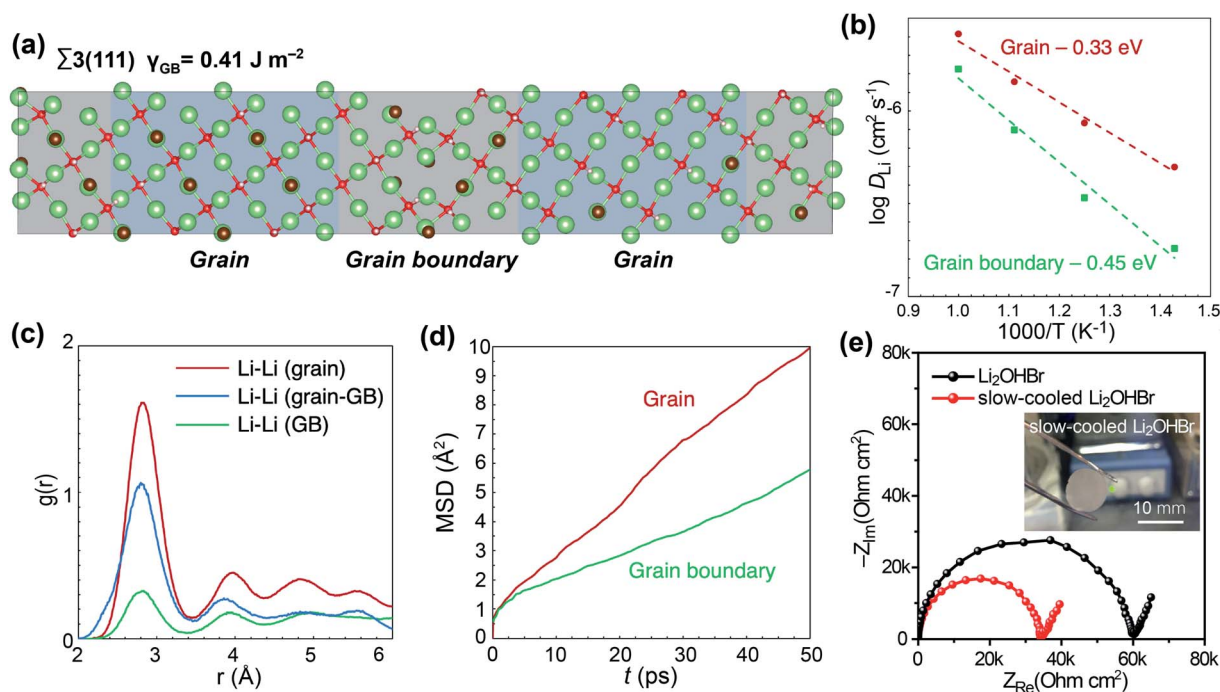 (a)
∑3(111) γGB= 0.41 J m⁻²
Grain
Grain boundary
Grain
(b)
Grain – 0.33 eV
Grain boundary – 0.45 eV
log DLi (cm² s⁻¹)
-6
-7
0.9 1.0 1.1 1.2 1.3 1.4 1.5
1000/T (K⁻¹)
(c)
Li-Li (grain)
Li-Li (grain-GB)
Li-Li (GB)
g(r)
2
1
0
2 3 4 5 6
r (Å)
(d)
Grain
Grain boundary
MSD (Å²)
10
9
8
7
6
5
4
3
2
1
0
0 10 20 30 40 50
t (ps)
(e)
Li₂OHBr
slow-cooled Li₂OHBr
slow-cooled Li₂OHBr
10 mm
–ZIm(Ohm cm²)
80k
60k
40k
20k
0
0 20k 40k 60k 80k
ZRe(Ohm cm²)